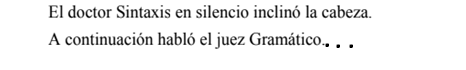 El doctor Sintaxis en silencio inclinó la cabeza.
A continuación habló el juez Gramático....